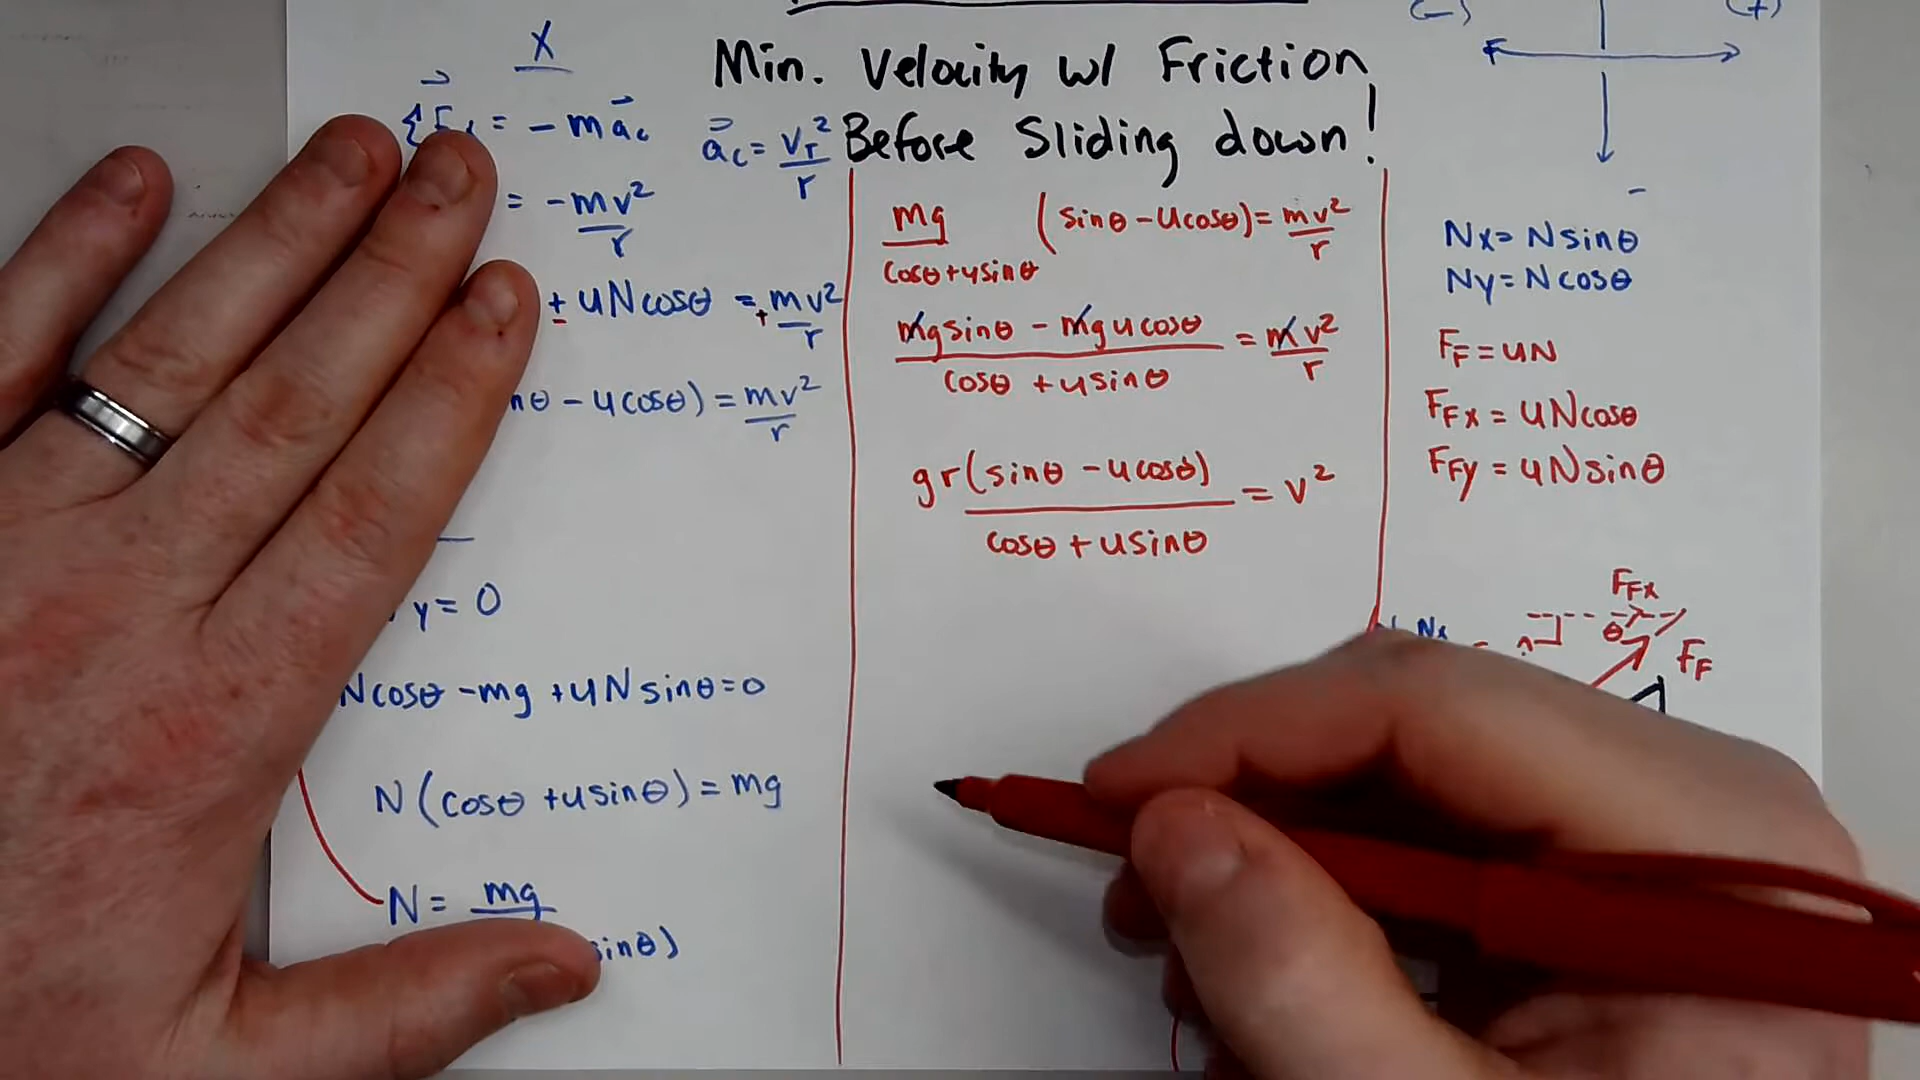 Min. Velocity w/ Friction
Before Sliding down!
X
= -ma⃗c
a⃗c = vT²/r
= -mv²/r
± uNcosθ = +mv²/r
nθ - ucosθ) = mv²/r
y = 0
Ncosθ - mg + uNsinθ = 0
N(cosθ + usinθ) = mg
N = mg
sinθ)
mg/cosθ+usinθ (sinθ - ucosθ) = mv²/r
mgsinθ - mgucosθ/cosθ + usinθ = mv²/r
gr(sinθ - ucosθ)/cosθ + usinθ = v²
(-) (+)
-
Nx = Nsinθ
Ny = Ncosθ
FF = uN
FFx = uNcosθ
FFy = uNsinθ
FFx
Nx
θ
FF